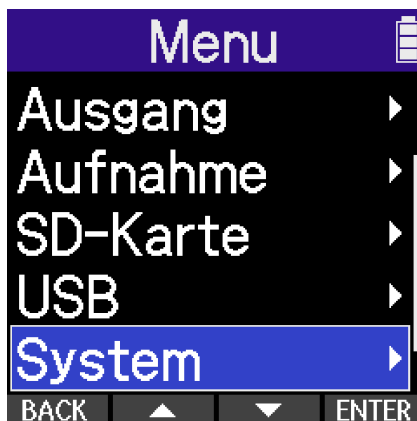 Menu
Ausgang
Aufnahme
SD-Karte
USB
System
BACK ENTER